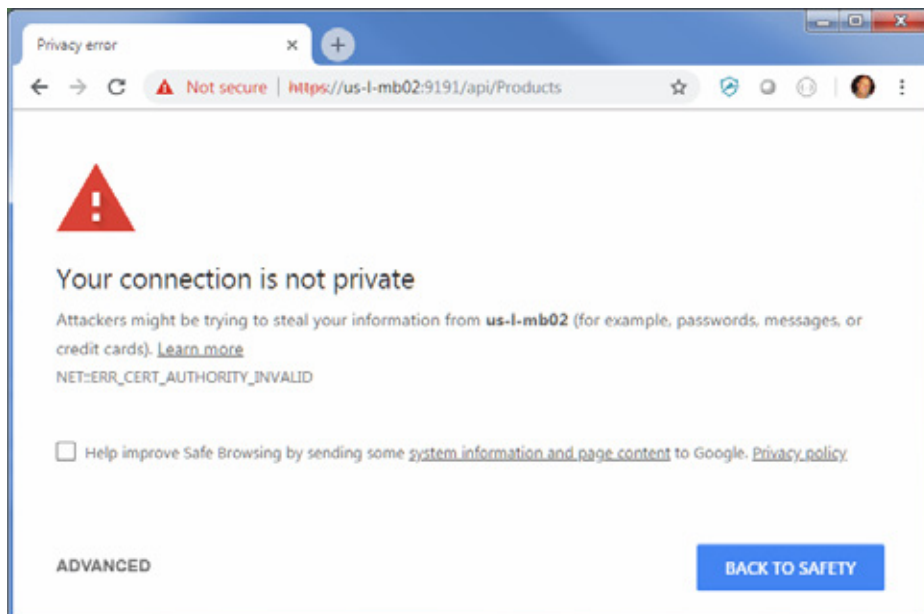 Privacy error
Not secure | https://us-l-mb02:9191/api/Products
Your connection is not private
Attackers might be trying to steal your information from us-l-mb02 (for example, passwords, messages, or
credit cards). Learn more
NET::ERR_CERT_AUTHORITY_INVALID
Help improve Safe Browsing by sending some system information and page content to Google. Privacy policy
ADVANCED
BACK TO SAFETY